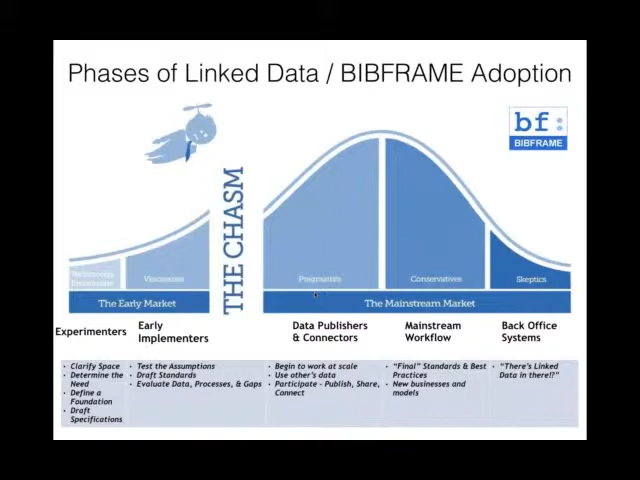 Phases of Linked Data / BIBFRAME Adoption
bf:
BIBFRAME
THE CHASM
Technology
Enthusiasts
Visionaries
Pragmatists
Conservatives
Skeptics
The Early Market
The Mainstream Market
Experimenters
Early
Implementers
Data Publishers
& Connectors
Mainstream
Workflow
Back Office
Systems
• Clarify Space
• Determine the
Need
• Define a
Foundation
• Draft
Specifications
• Test the Assumptions
• Draft Standards
• Evaluate Data, Processes, & Gaps
• Begin to work at scale
• Use other's data
• Participate - Publish, Share,
Connect
• "Final" Standards & Best
Practices
• New businesses and
models
• "There's Linked
Data in there!?"